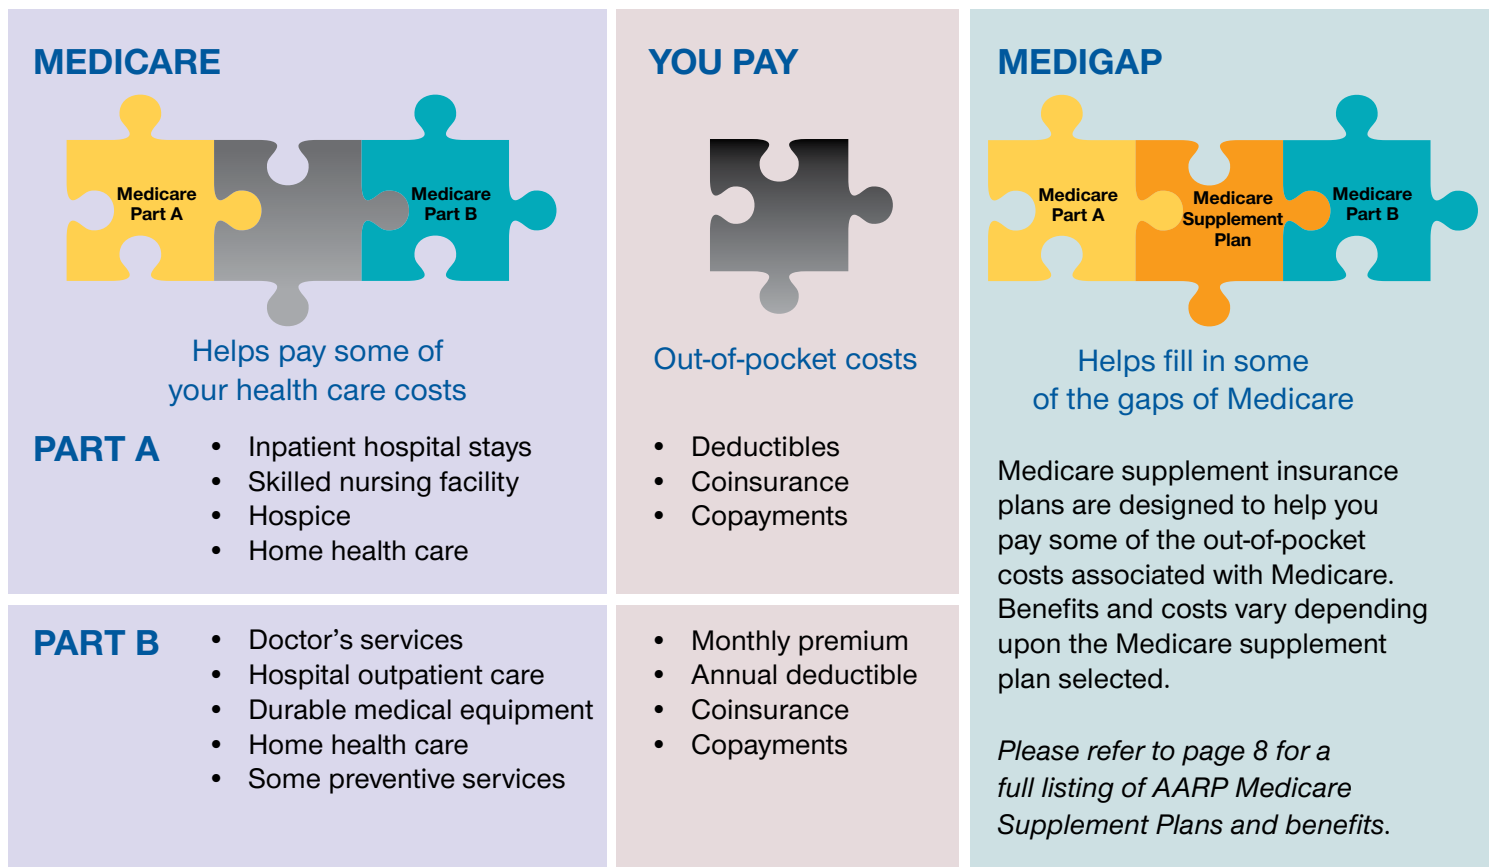 MEDICARE
Medicare
Part A
Medicare
Part B
Helps pay some of
your health care costs
PART A
• Inpatient hospital stays
• Skilled nursing facility
• Hospice
• Home health care
PART B
• Doctor’s services
• Hospital outpatient care
• Durable medical equipment
• Home health care
• Some preventive services
YOU PAY
Out-of-pocket costs
• Deductibles
• Coinsurance
• Copayments
• Monthly premium
• Annual deductible
• Coinsurance
• Copayments
MEDIGAP
Medicare
Part A
Medicare
Supplement
Plan
Medicare
Part B
Helps fill in some
of the gaps of Medicare
Medicare supplement insurance
plans are designed to help you
pay some of the out-of-pocket
costs associated with Medicare.
Benefits and costs vary depending
upon the Medicare supplement
plan selected.
Please refer to page 8 for a
full listing of AARP Medicare
Supplement Plans and benefits.